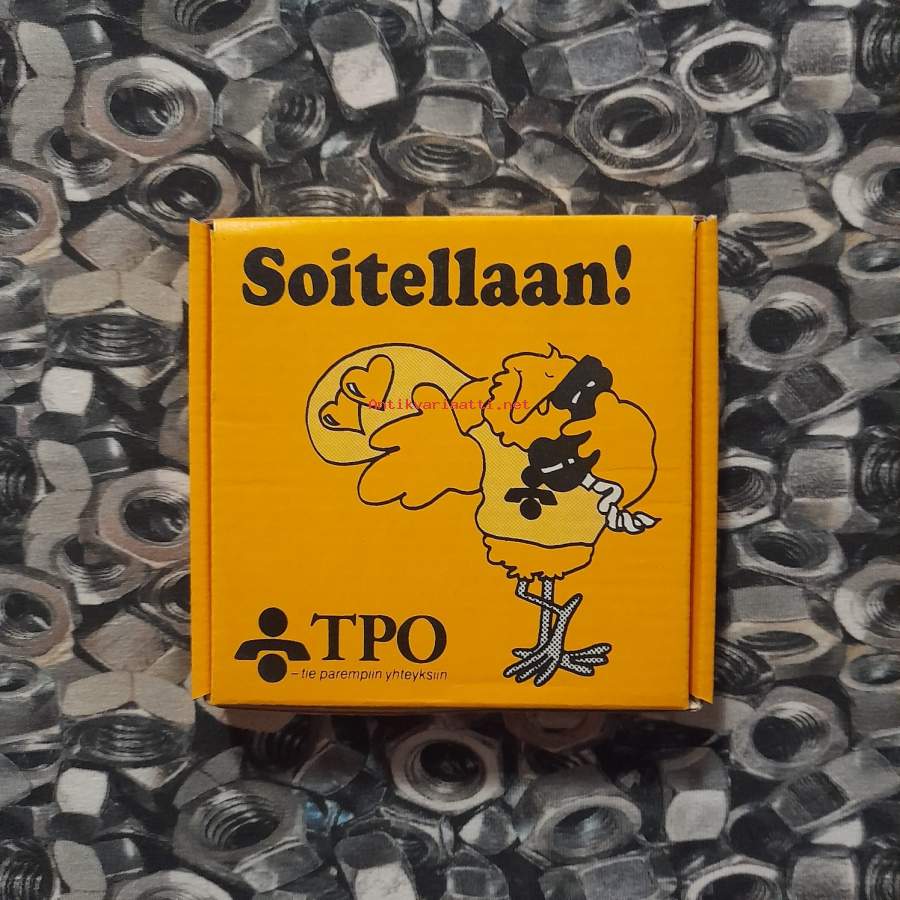 Soitellaan!
Antikvariaatti.net
TPO
– tie parempiin yhteyksiin